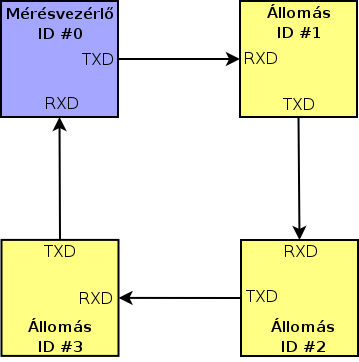 Mérésvezérlő
ID #0
TXD
RXD
Állomás
ID #1
RXD
TXD
TXD
RXD
Állomás
ID #3
RXD
TXD
Állomás
ID #2